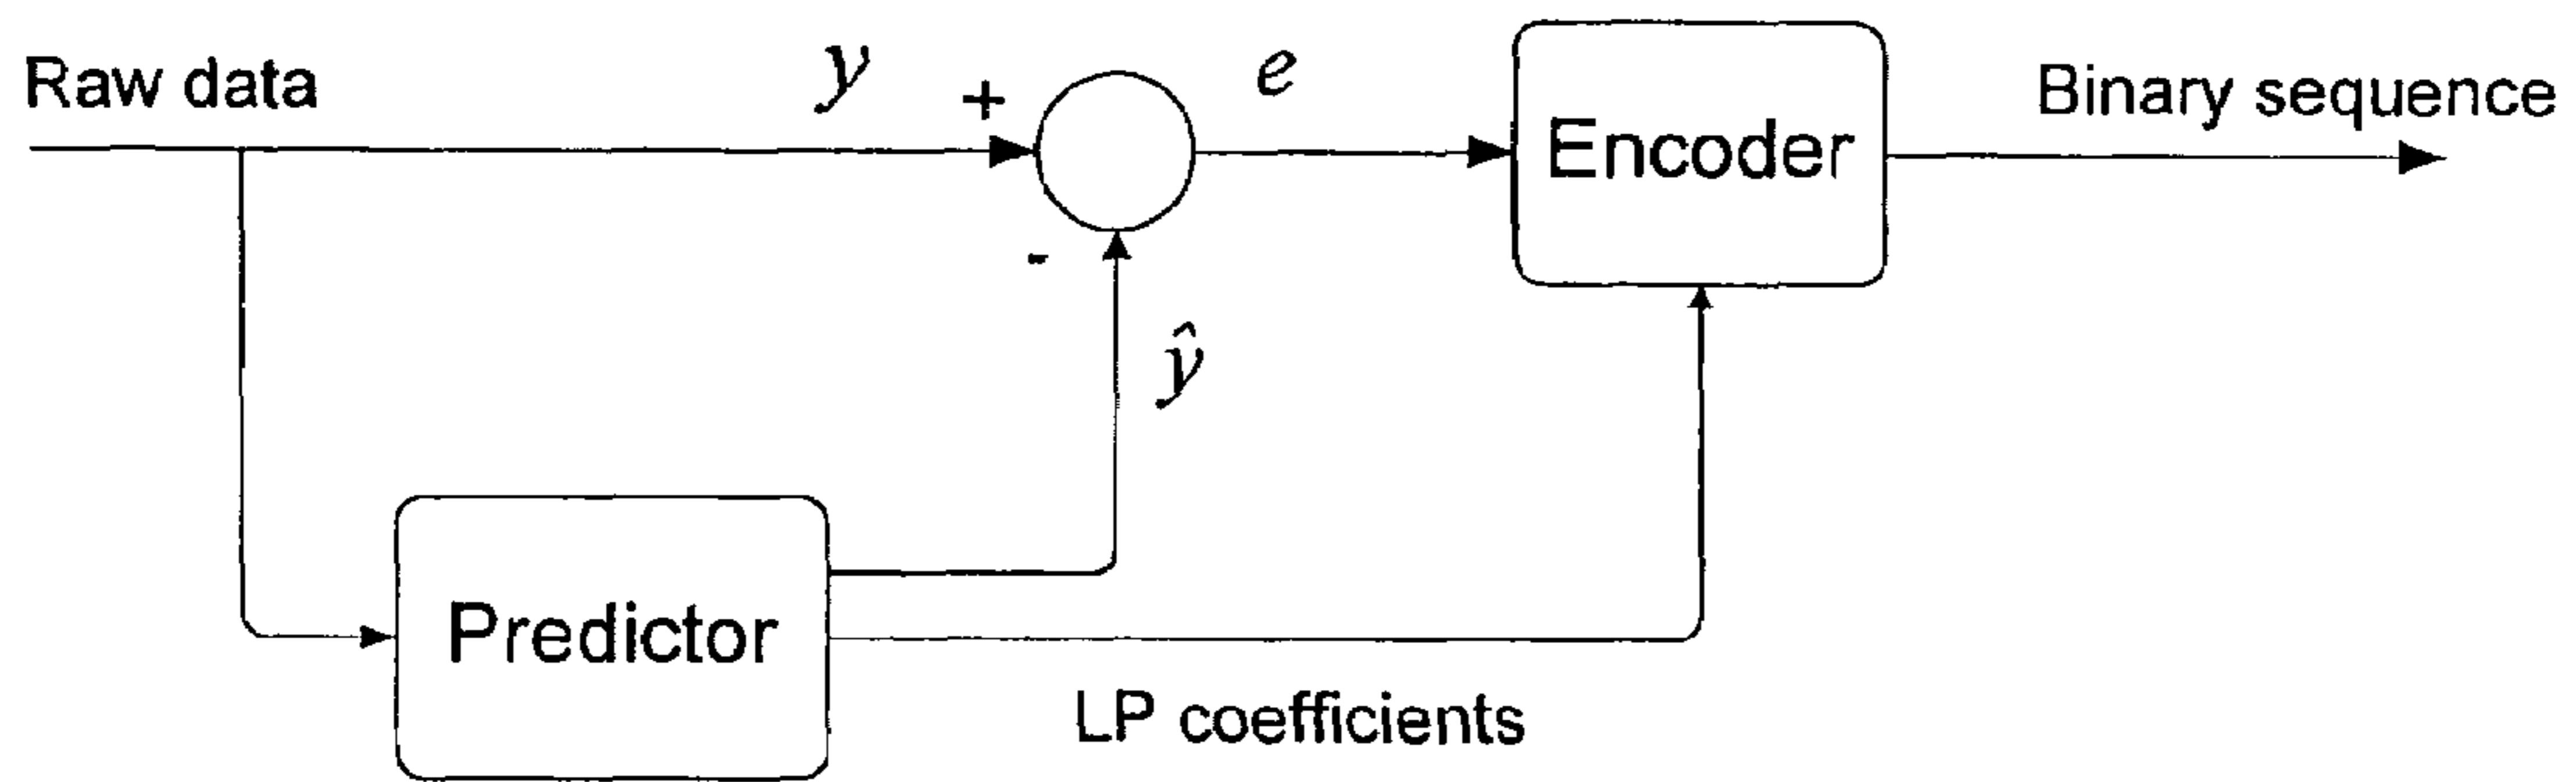 Raw data
y
+
e
Encoder
Binary sequence
-
ŷ
Predictor
LP coefficients